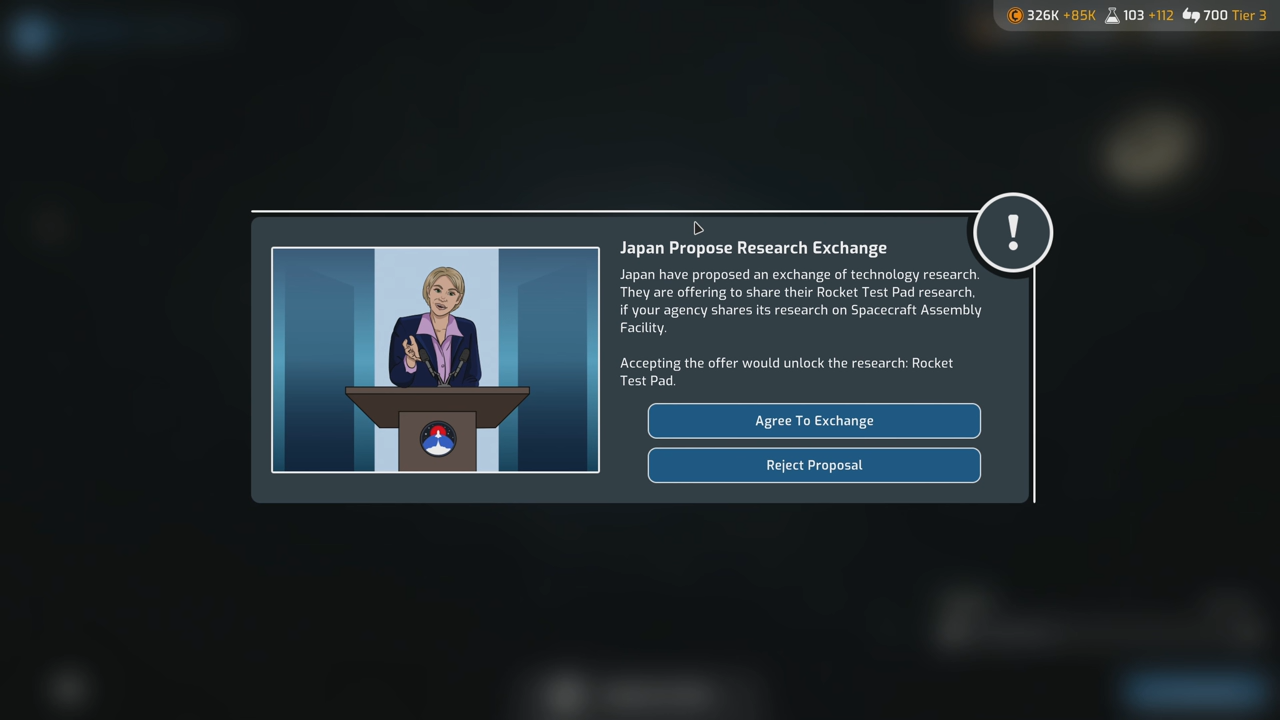 326K +85K 103 +112 700 Tier 3
Japan Propose Research Exchange
Japan have proposed an exchange of technology research.
They are offering to share their Rocket Test Pad research,
if your agency shares its research on Spacecraft Assembly
Facility.
Accepting the offer would unlock the research: Rocket
Test Pad.
Agree To Exchange
Reject Proposal